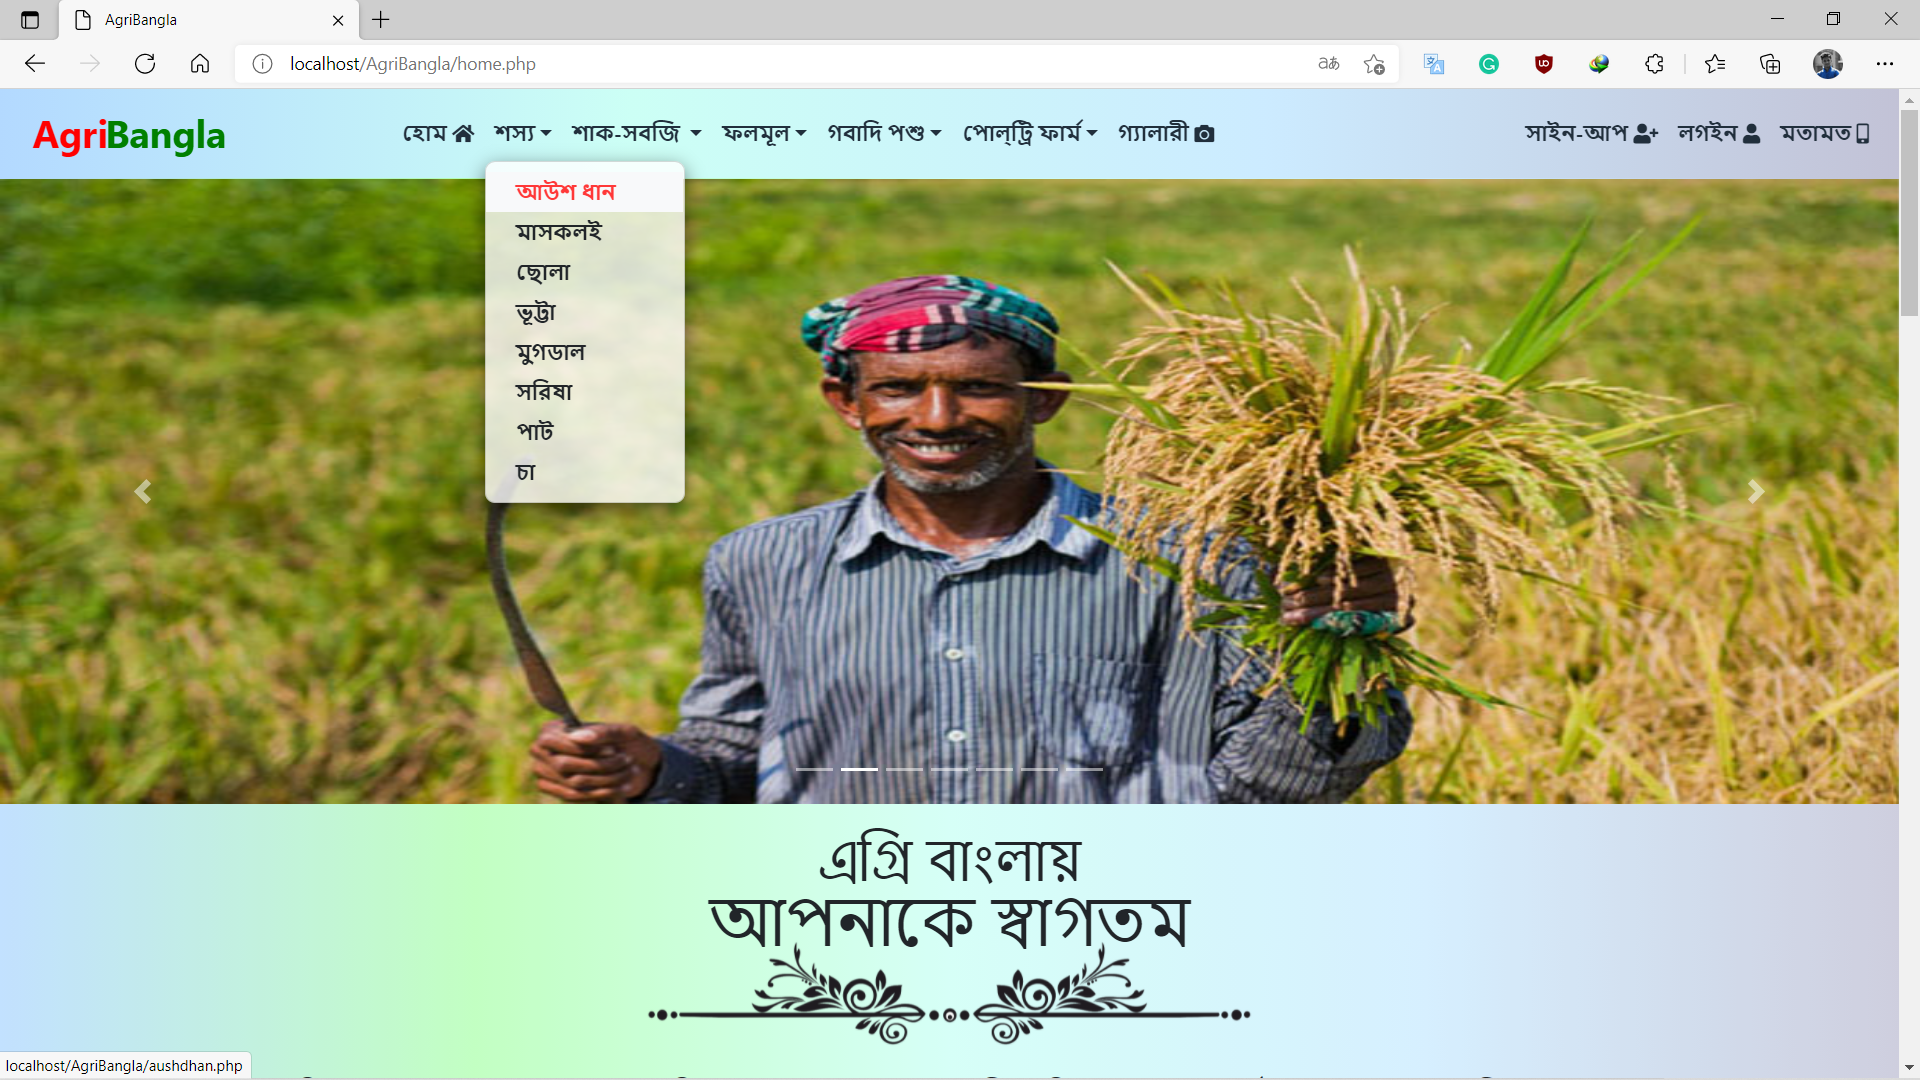 AgriBangla
localhost/AgriBangla/home.php
AgriBangla
হোম
শস্য
শাক-সবজি
ফলমূল
গবাদি পশু
পোল্ট্রি ফার্ম
গ্যালারী
সাইন-আপ
লগইন
মতামত
আউশ ধান
মাসকলই
ছোলা
ভূট্টা
মুগডাল
সরিষা
পাট
চা
এগ্রি বাংলায়
আপনাকে স্বাগতম
localhost/AgriBangla/aushdhan.php